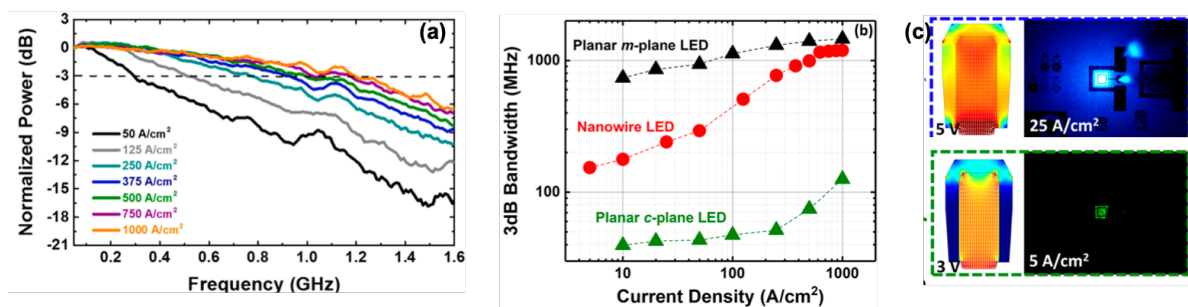 (a)
Normalized Power (dB)
3
0
-3
-6
-9
-12
-15
-18
-21
50 A/cm²
125 A/cm²
250 A/cm²
375 A/cm²
500 A/cm²
750 A/cm²
1000 A/cm²
0.2 0.4 0.6 0.8 1.0 1.2 1.4 1.6
Frequency (GHz)
(b)
3dB Bandwidth (MHz)
1000
100
Planar m-plane LED
Nanowire LED
Planar c-plane LED
10 100 1000
Current Density (A/cm²)
(c)
5 V
25 A/cm²
3 V
5 A/cm²